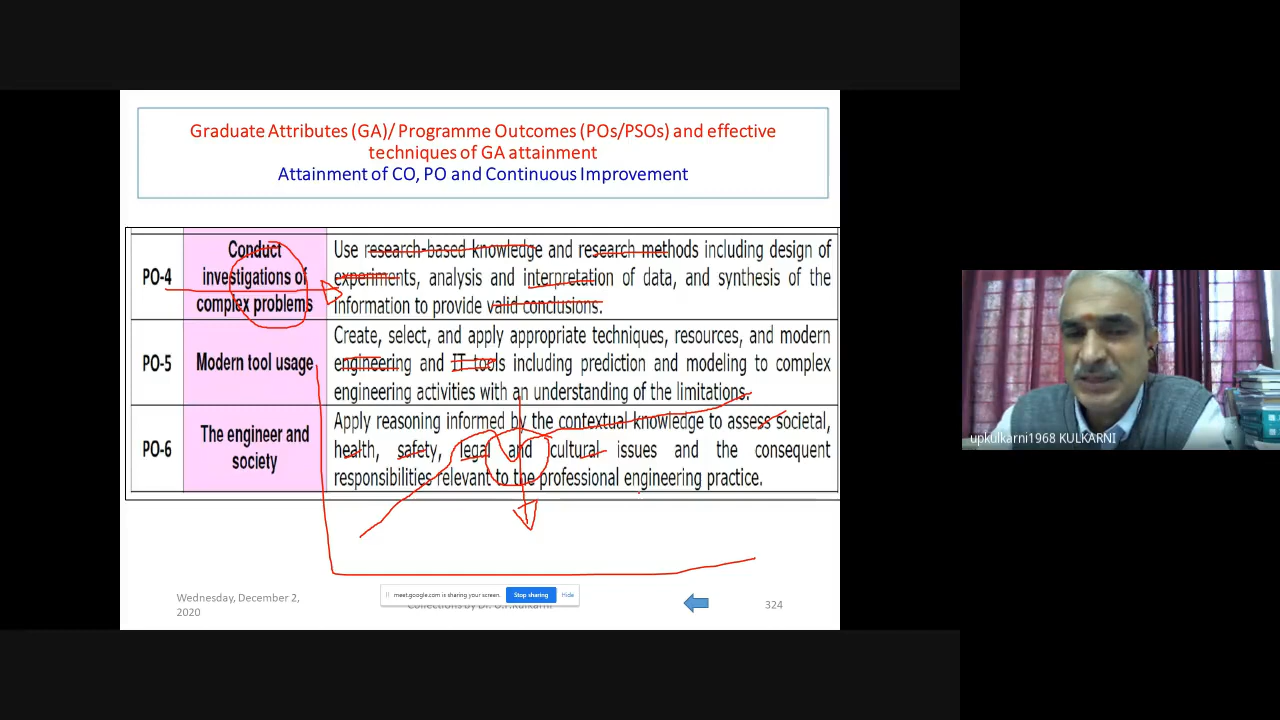 Graduate Attributes (GA)/ Programme Outcomes (POs/PSOs) and effective
techniques of GA attainment
Attainment of CO, PO and Continuous Improvement
PO-4
Conduct
investigations of
complex problems
Use research-based knowledge and research methods including design of
experiments, analysis and interpretation of data, and synthesis of the
information to provide valid conclusions.
PO-5
Modern tool usage
Create, select, and apply appropriate techniques, resources, and modern
engineering and IT tools including prediction and modeling to complex
engineering activities with an understanding of the limitations.
PO-6
The engineer and
society
Apply reasoning informed by the contextual knowledge to assess societal,
health, safety, legal and cultural issues and the consequent
responsibilities relevant to the professional engineering practice.
upkulkarni1968 KULKARNI
Wednesday, December 2,
2020
meet.google.com is sharing your screen.
Stop sharing
Hide
Collections by Dr. U.P.Kulkarni
324